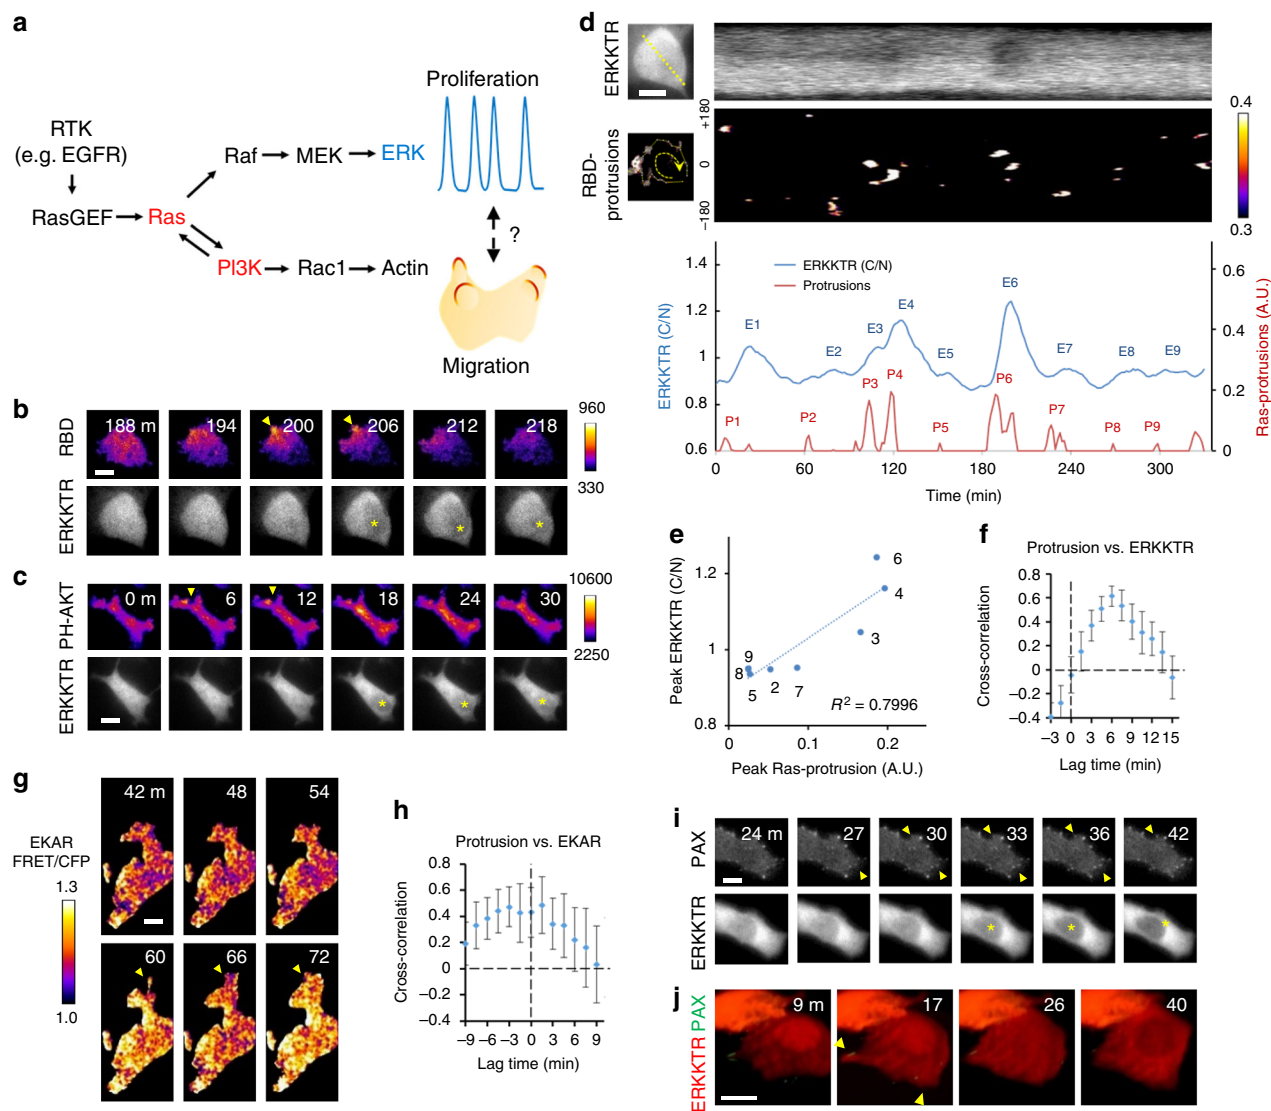 a
Proliferation
RTK
(e.g. EGFR)
Raf MEK ERK
RasGEF Ras
?
PI3K Rac1 Actin
Migration
b
RBD
188 m 194 200 206 212 218
960
330
ERKKTR
* * *
c
PH-AKT
0 m 6 12 18 24 30
10600
2250
ERKKTR
* * *
d
ERKKTR
RBD-
protrusions
+180
0
−180
0.4
0.3
ERKKTR (C/N)
1.4
1.2
1
0.8
0.6
ERKKTR (C/N)
Protrusions
E1 E2 E3 E4 E5 E6 E7 E8 E9
P1 P2 P3 P4 P5 P6 P7 P8 P9
0.6
0.4
0.2
0
Ras-protrusions (A.U.)
0 60 120 180 240 300
Time (min)
e
Peak ERKKTR (C/N)
1.2
1
0.8
6
4
3
9
8
5
2
7
R² = 0.7996
0 0.1 0.2
Peak Ras-protrusion (A.U.)
f
Protrusion vs. ERKKTR
Cross-correlation
0.8
0.6
0.4
0.2
0
−0.2
−0.4
−3 0 3 6 9 12 15
Lag time (min)
g
EKAR
FRET/CFP
1.3
1.0
42 m 48 54
60 66 72
h
Protrusion vs. EKAR
Cross-correlation
0.8
0.6
0.4
0.2
0
−0.2
−0.4
−9 −6 −3 0 3 6 9
Lag time (min)
i
PAX
24 m 27 30 33 36 42
ERKKTR
* * *
j
ERKKTR PAX
9 m 17 26 40